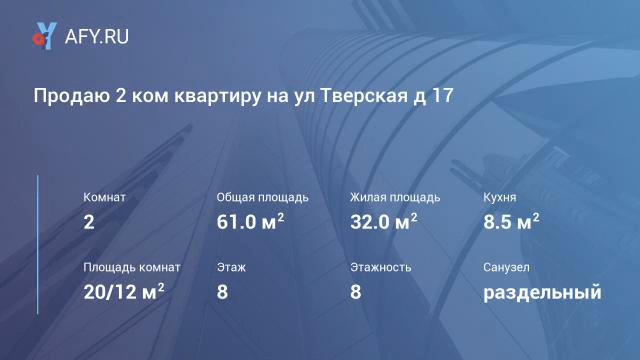 AFY.RU
Продаю 2 ком квартиру на ул Тверская д 17
Комнат
2
Общая площадь
61.0 м²
Жилая площадь
32.0 м²
Кухня
8.5 м²
Площадь комнат
20/12 м²
Этаж
8
Этажность
8
Санузел
раздельный